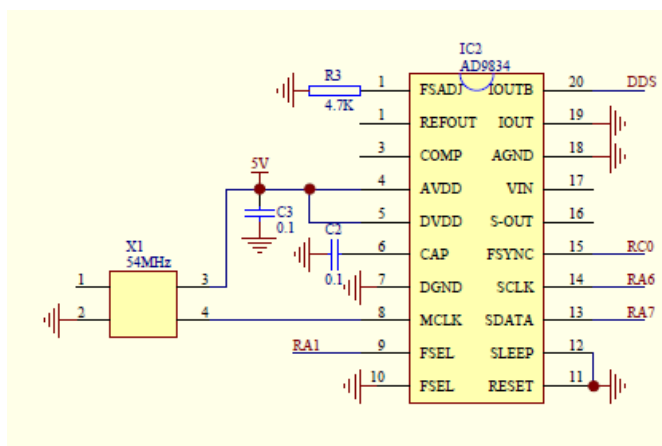 IC2
AD9834
R3
4.7K
1 FSADJ IOUTB 20 DDS
1 REFOUT IOUT 19
3 COMP AGND 18
5V
4 AVDD VIN 17
C3
0.1
5 DVDD S-OUT 16
C2
0.1
6 CAP FSYNC 15 RC0
X1
54MHz
1 3
7 DGND SCLK 14 RA6
2 4
8 MCLK SDATA 13 RA7
RA1 9 FSEL SLEEP 12
10 FSEL RESET 11